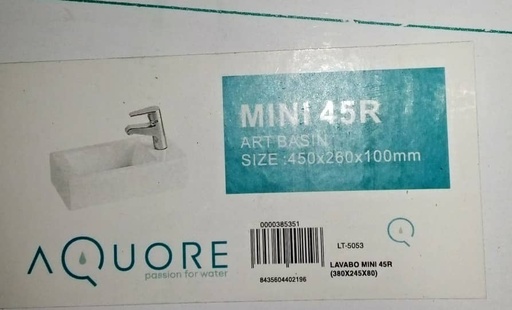 MINI 45R
ART BASIN
SIZE :450x260x100mm
AQUORE
passion for water
0000385351
8435604402196
LT-5053
LAVABO MINI 45R
(380X245X80)